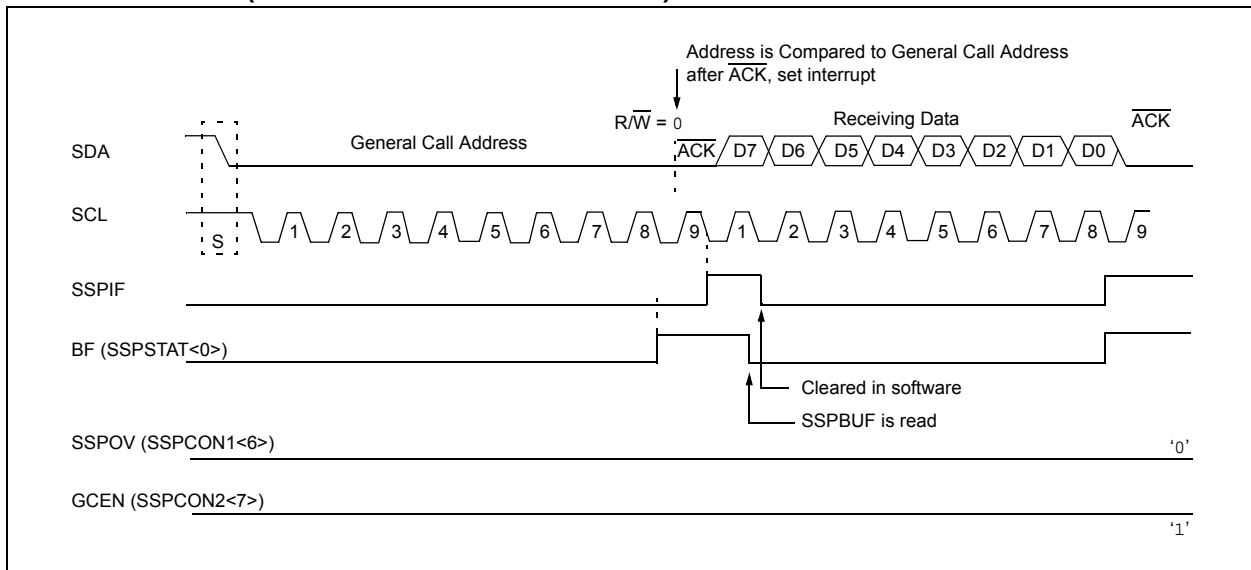 Address is Compared to General Call Address
after ACK, set interrupt
R/W = 0
Receiving Data
ACK
SDA
General Call Address
ACK
D7 D6 D5 D4 D3 D2 D1 D0
SCL
S
1 2 3 4 5 6 7 8 9 1 2 3 4 5 6 7 8 9
SSPIF
BF (SSPSTAT<0>)
Cleared in software
SSPBUF is read
SSPOV (SSPCON1<6>)
‘0’
GCEN (SSPCON2<7>)
‘1’